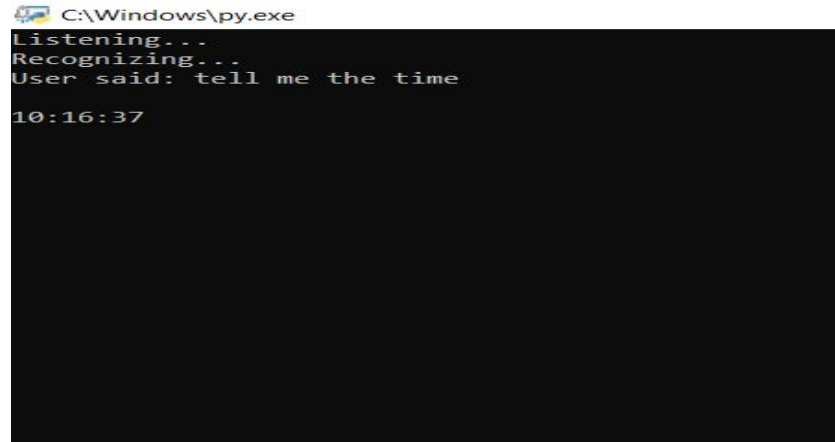 C:\Windows\py.exe
Listening...
Recognizing...
User said: tell me the time
10:16:37